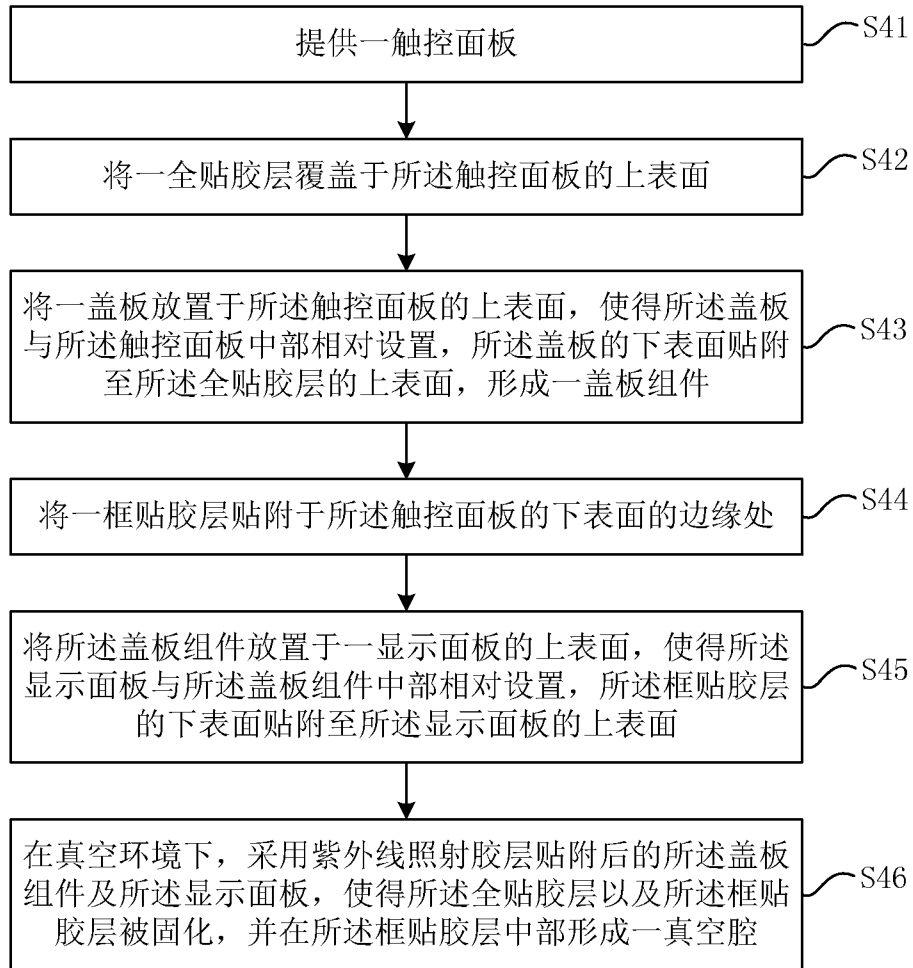 提供一触控面板
S41
将一全贴胶层覆盖于所述触控面板的上表面
S42
将一盖板放置于所述触控面板的上表面，使得所述盖板
与所述触控面板中部相对设置，所述盖板的下表面贴附
至所述全贴胶层的上表面，形成一盖板组件
S43
将一框贴胶层贴附于所述触控面板的下表面的边缘处
S44
将所述盖板组件放置于一显示面板的上表面，使得所述
显示面板与所述盖板组件中部相对设置，所述框贴胶层
的下表面贴附至所述显示面板的上表面
S45
在真空环境下，采用紫外线照射胶层贴附后的所述盖板
组件及所述显示面板，使得所述全贴胶层以及所述框贴
胶层被固化，并在所述框贴胶层中部形成一真空腔
S46